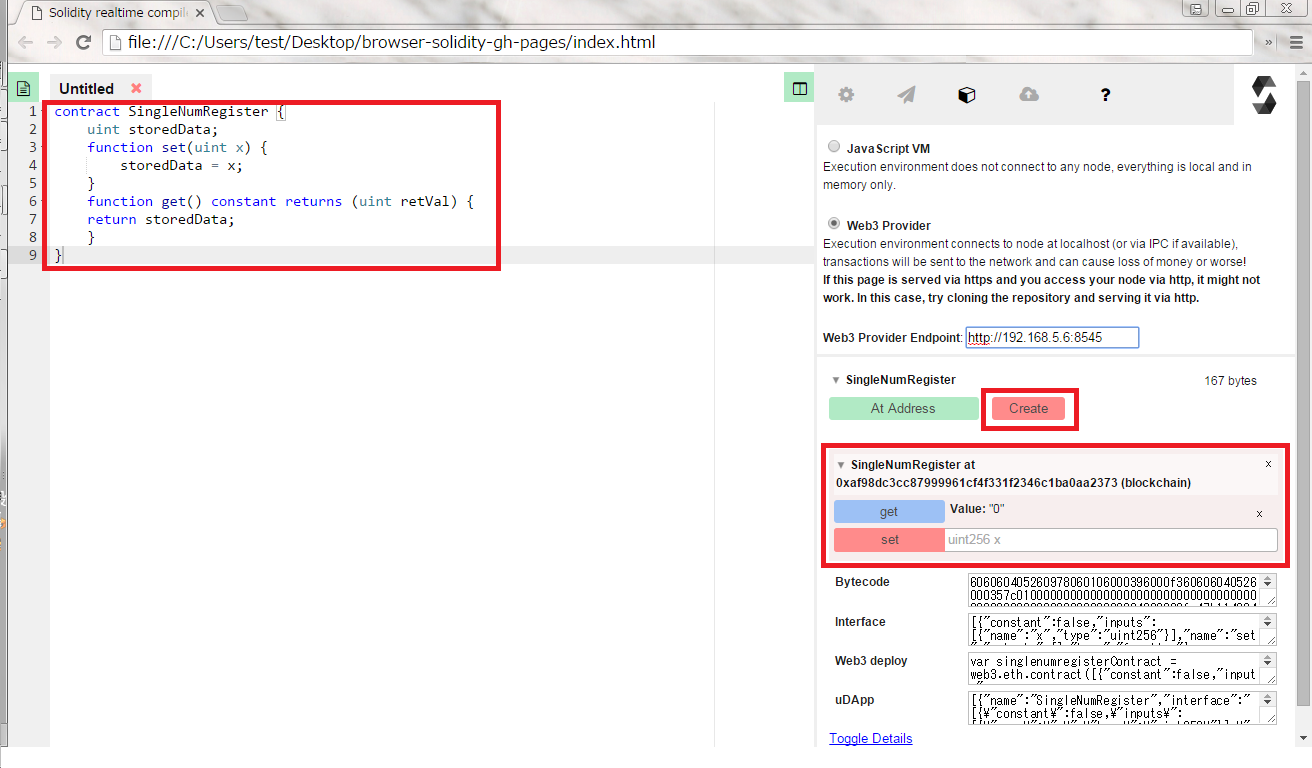 Solidity realtime compil
file:///C:/Users/test/Desktop/browser-solidity-gh-pages/index.html
Untitled
1 contract SingleNumRegister {
2 uint storedData;
3 function set(uint x) {
4 storedData = x;
5 }
6 function get() constant returns (uint retVal) {
7 return storedData;
8 }
9 }
?
JavaScript VM
Execution environment does not connect to any node, everything is local and in
memory only.
Web3 Provider
Execution environment connects to node at localhost (or via IPC if available),
transactions will be sent to the network and can cause loss of money or worse!
If this page is served via https and you access your node via http, it might not
work. In this case, try cloning the repository and serving it via http.
Web3 Provider Endpoint: http://192.168.5.6:8545
SingleNumRegister 167 bytes
At Address Create
SingleNumRegister at x
0xaf98dc3cc87999961cf4f331f2346c1ba0aa2373 (blockchain)
get Value: "0" x
set uint256 x
Bytecode 606060405260978060106000396000f360606040526
Interface [{"constant":false,"inputs":
[{"name":"x","type":"uint256"}],"name":"set
Web3 deploy var singlenumregisterContract =
web3.eth.contract([{"constant":false,"input
uDApp [{"name":"SingleNumRegister","interface":"
[{¥"constant¥":false,¥"inputs¥":
Toggle Details